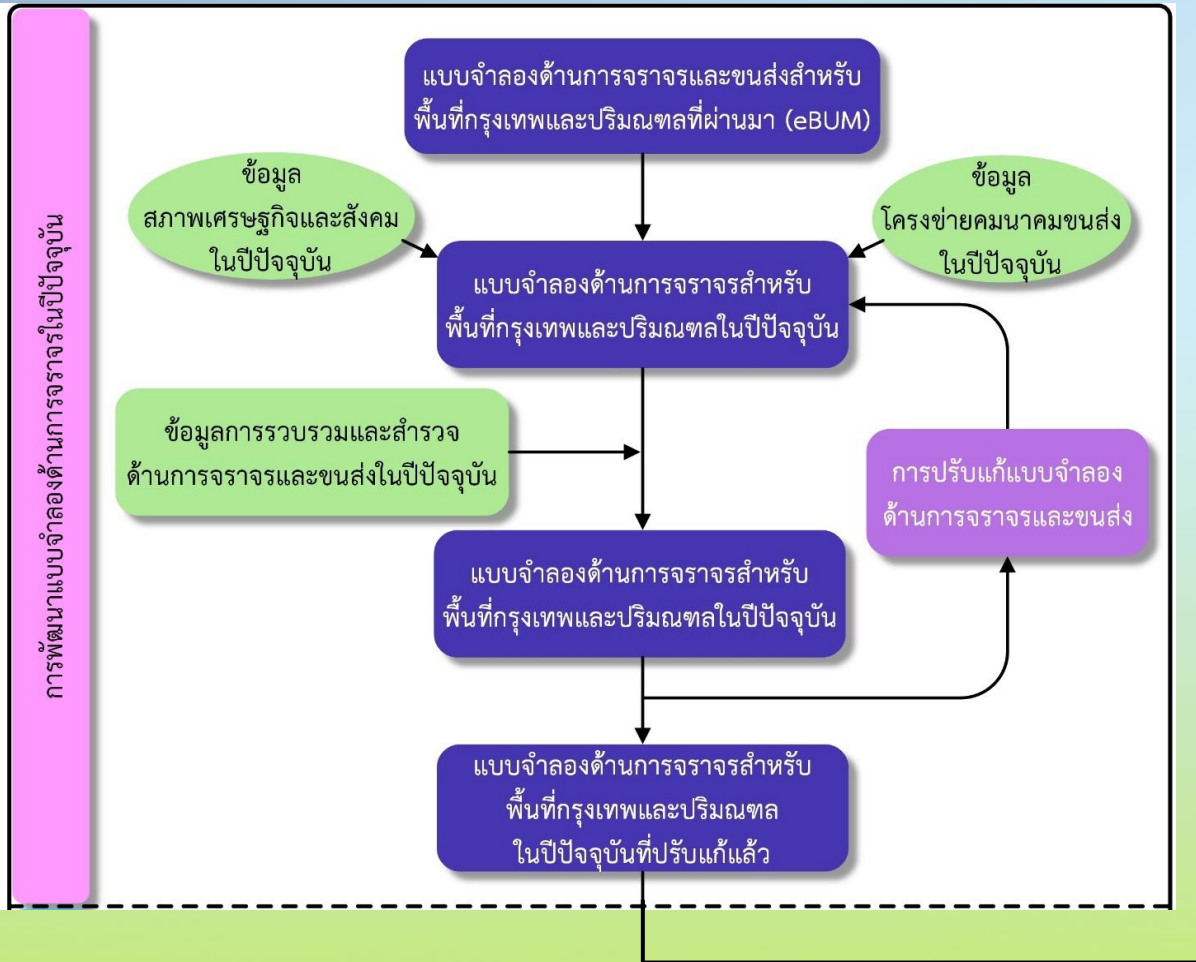 การพัฒนาแบบจำลองด้านการจราจรในปีปัจจุบัน
แบบจำลองด้านการจราจรและขนส่งสำหรับ
พื้นที่กรุงเทพและปริมณฑลที่ผ่านมา (eBUM)
ข้อมูล
สภาพเศรษฐกิจและสังคม
ในปีปัจจุบัน
ข้อมูล
โครงข่ายคมนาคมขนส่ง
ในปีปัจจุบัน
แบบจำลองด้านการจราจรสำหรับ
พื้นที่กรุงเทพและปริมณฑลในปีปัจจุบัน
ข้อมูลการรวบรวมและสำรวจ
ด้านการจราจรและขนส่งในปีปัจจุบัน
การปรับแก้แบบจำลอง
ด้านการจราจรและขนส่ง
แบบจำลองด้านการจราจรสำหรับ
พื้นที่กรุงเทพและปริมณฑลในปีปัจจุบัน
แบบจำลองด้านการจราจรสำหรับ
พื้นที่กรุงเทพและปริมณฑล
ในปีปัจจุบันที่ปรับแก้แล้ว